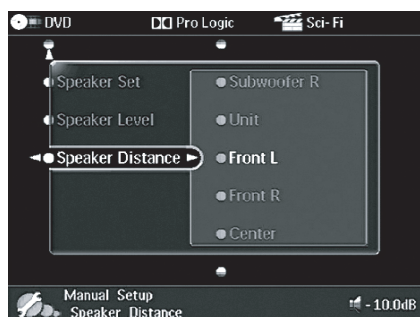 DVD Pro Logic Sci-Fi
Speaker Set
Speaker Level
Speaker Distance
Subwoofer R
Unit
Front L
Front R
Center
Manual Setup
Speaker Distance
-10.0dB